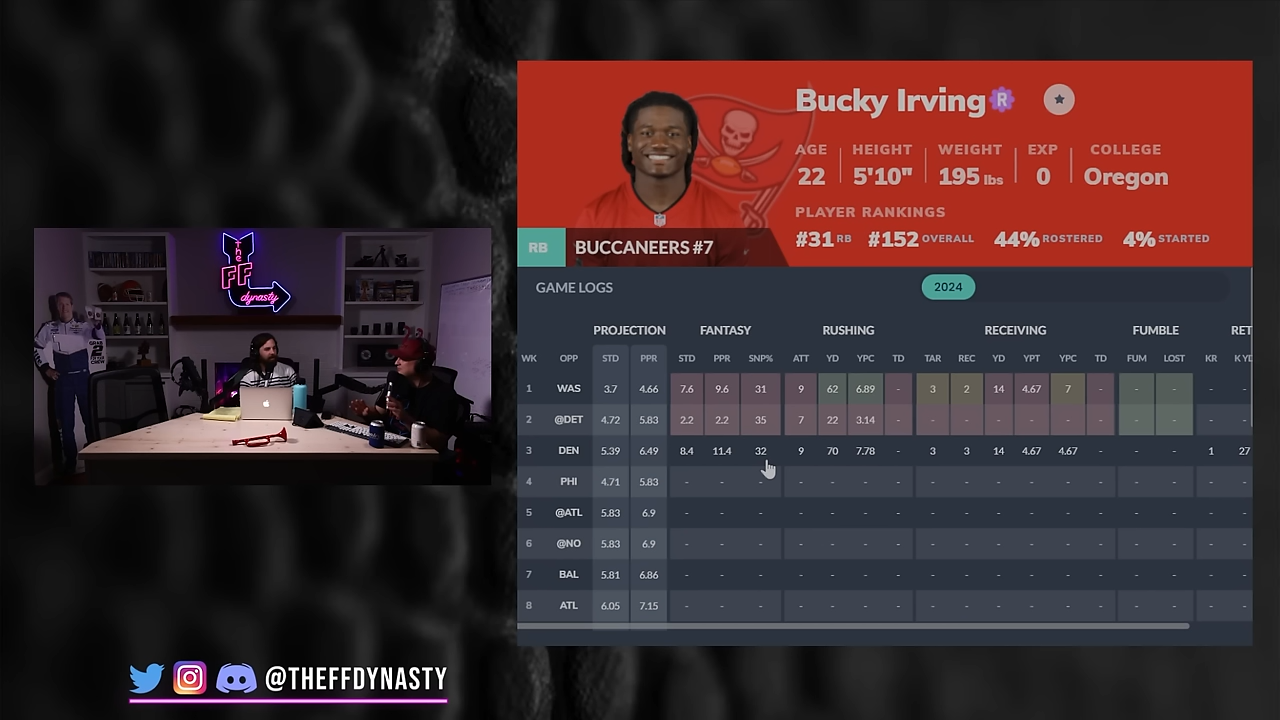 the
FF
dynasty
@THEFFDYNASTY
Bucky Irving R
AGE HEIGHT WEIGHT EXP COLLEGE
22 5'10" 195 lbs 0 Oregon
PLAYER RANKINGS
#31 RB #152 OVERALL 44% ROSTERED 4% STARTED
RB BUCCANEERS #7
GAME LOGS 2024
PROJECTION FANTASY RUSHING RECEIVING FUMBLE RET
WK OPP STD PPR STD PPR SNP% ATT YD YPC TD TAR REC YD YPT YPC TD FUM LOST KR K YD
1 WAS 3.7 4.66 7.6 9.6 31 9 62 6.89 - 3 2 14 4.67 7 - - - - -
2 @DET 4.72 5.83 2.2 2.2 35 7 22 3.14 - - - - - - - - - - -
3 DEN 5.39 6.49 8.4 11.4 32 9 70 7.78 - 3 3 14 4.67 4.67 - - - 1 27
4 PHI 4.71 5.83 - - - - - - - - - - - - - - - - -
5 @ATL 5.83 6.9 - - - - - - - - - - - - - - - - -
6 @NO 5.83 6.9 - - - - - - - - - - - - - - - - -
7 BAL 5.81 6.86 - - - - - - - - - - - - - - - - -
8 ATL 6.05 7.15 - - - - - - - - - - - - - - - - -